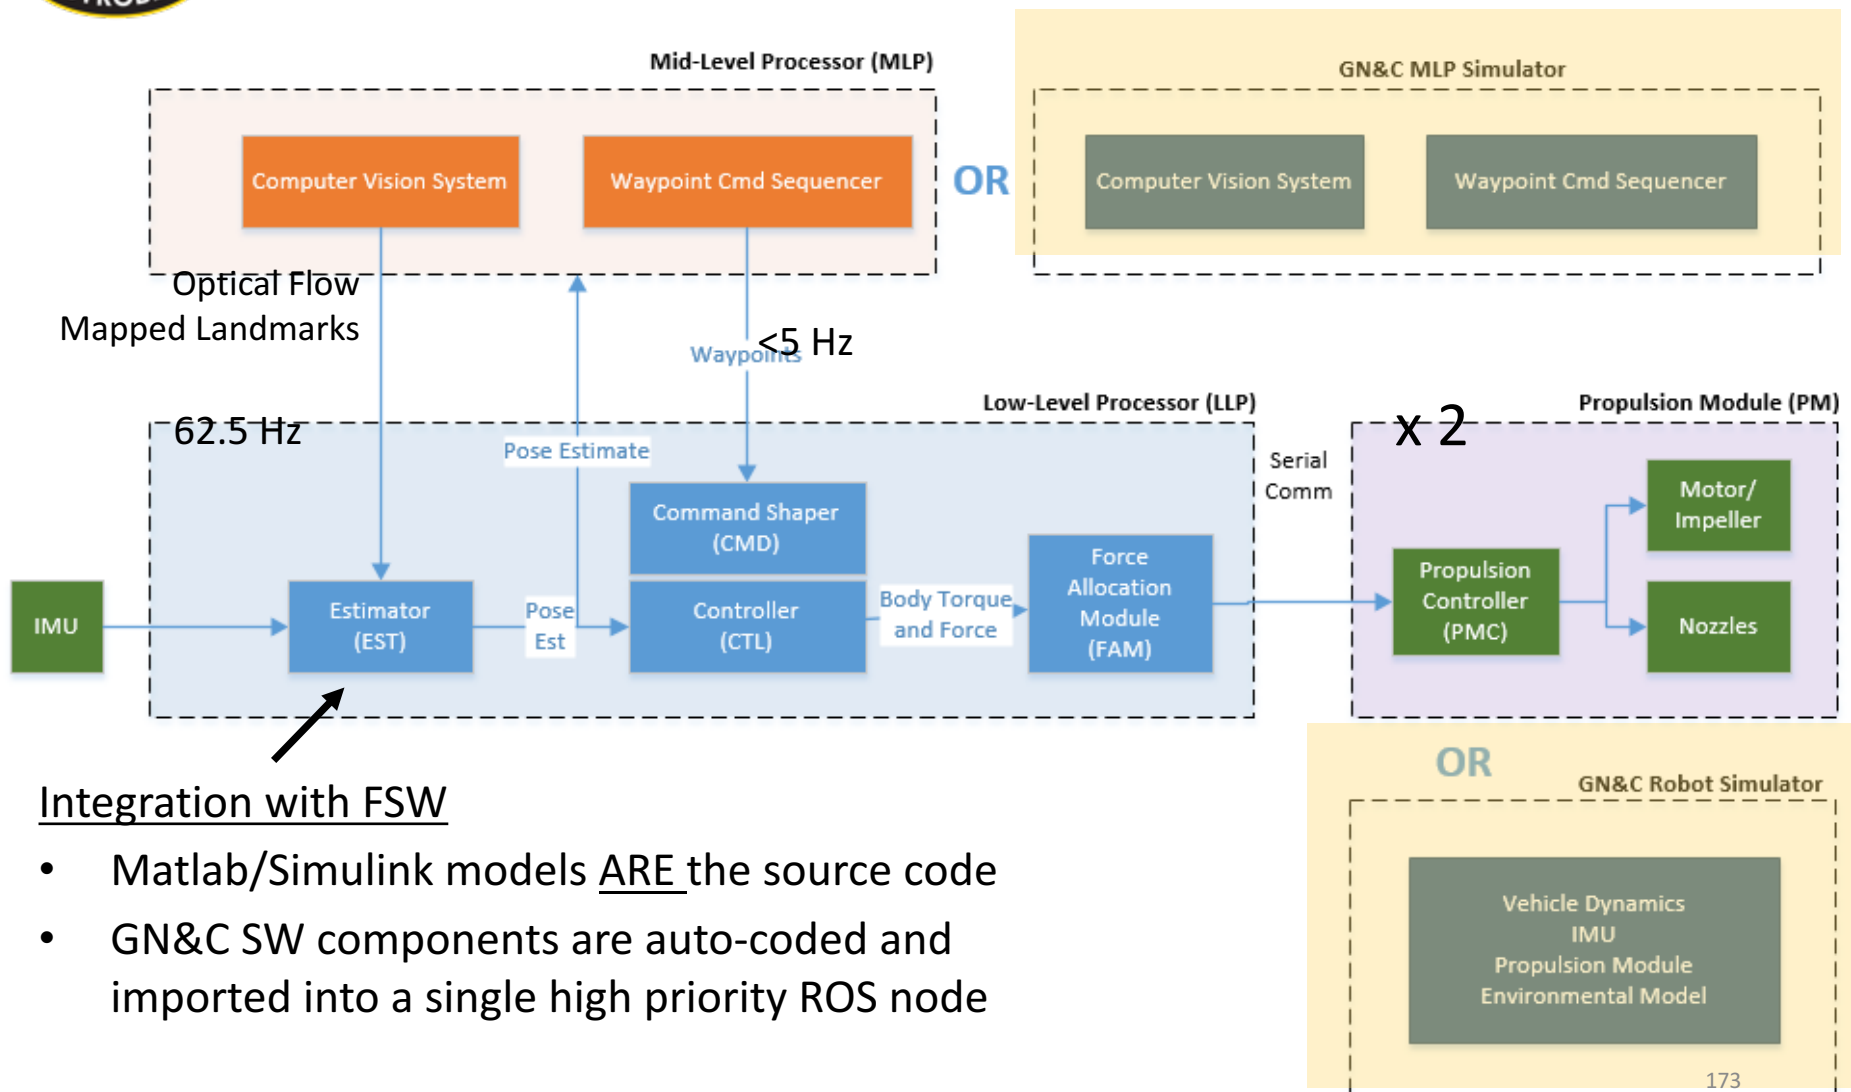 Mid-Level Processor (MLP)
GN&C MLP Simulator
Computer Vision System
Waypoint Cmd Sequencer
OR
Computer Vision System
Waypoint Cmd Sequencer
Optical Flow
Mapped Landmarks
<5 Hz
Waypoints
Low-Level Processor (LLP)
Propulsion Module (PM)
62.5 Hz
x 2
Pose Estimate
Serial
Comm
Command Shaper
(CMD)
Motor/
Impeller
Force
Allocation
Module
(FAM)
Propulsion
Controller
(PMC)
IMU
Estimator
(EST)
Pose
Est
Controller
(CTL)
Body Torque
and Force
Nozzles
OR
GN&C Robot Simulator
Integration with FSW
• Matlab/Simulink models ARE the source code
• GN&C SW components are auto-coded and
imported into a single high priority ROS node
Vehicle Dynamics
IMU
Propulsion Module
Environmental Model
173